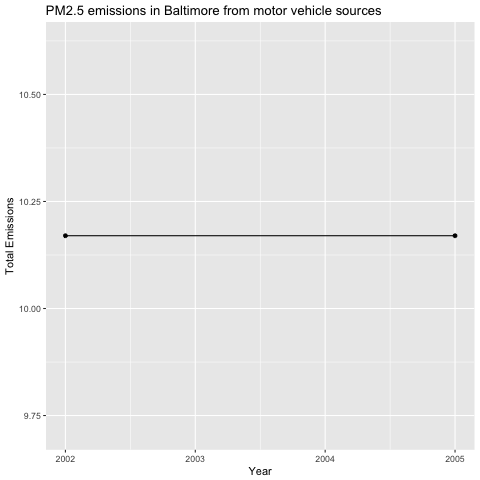 PM2.5 emissions in Baltimore from motor vehicle sources
10.50
10.25
10.00
9.75
Total Emissions
2002 2003 2004 2005
Year